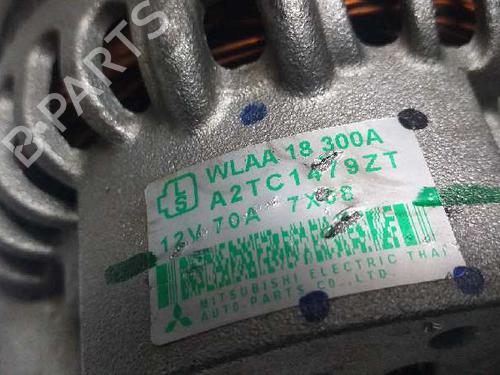 WLAA 18 300A
A2TC1479ZT
12V 70A 7X08
MITSUBISHI ELECTRIC THAI
AUTO-PARTS CO., LTD.
B-PARTS